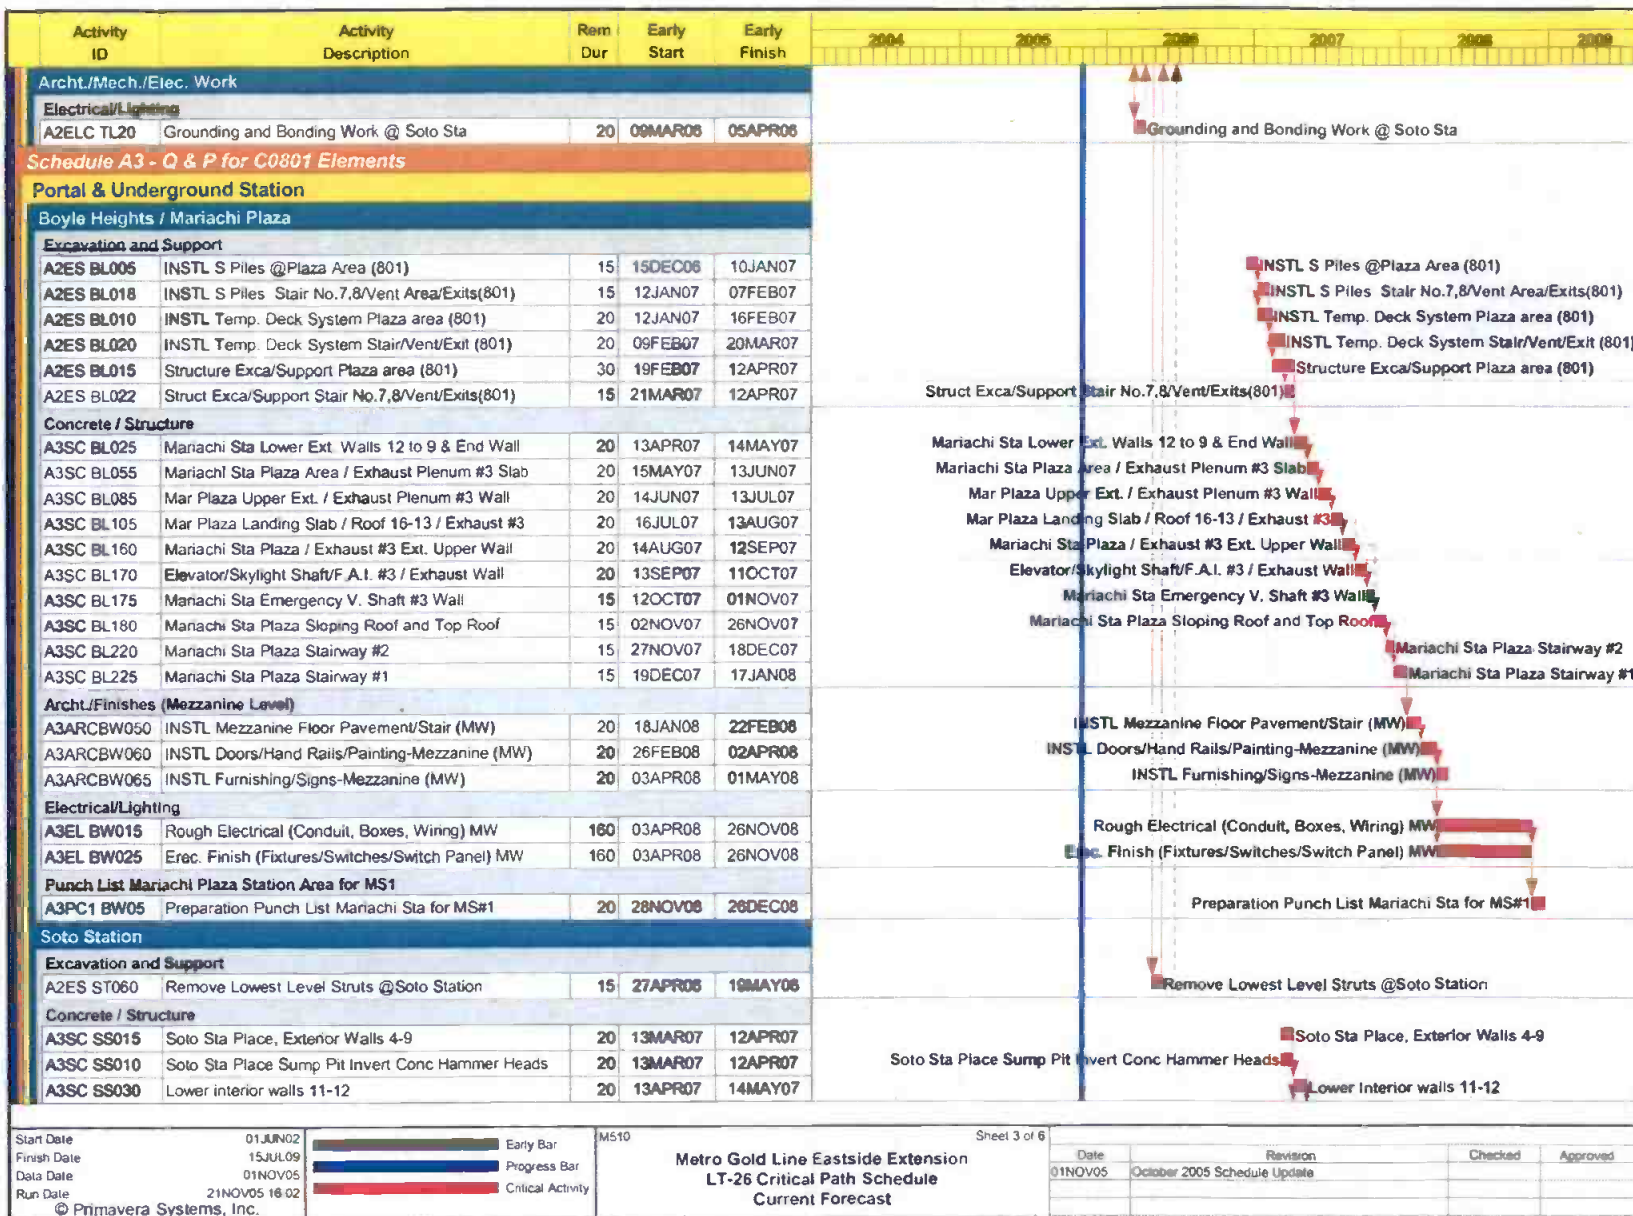 Activity ID Activity Description Rem Dur Early Start Early Finish 2004 2005 2006 2007 2008 2009
Archt./Mech./Elec. Work
Electrical/Lighting
A2ELC TL20 Grounding and Bonding Work @ Soto Sta 20 09MAR06 05APR06 Grounding and Bonding Work @ Soto Sta
Schedule A3 - Q & P for C0801 Elements
Portal & Underground Station
Boyle Heights / Mariachi Plaza
Excavation and Support
A2ES BL005 INSTL S Piles @Plaza Area (801) 15 15DEC06 10JAN07 INSTL S Piles @Plaza Area (801)
A2ES BL018 INSTL S Piles Stair No.7,8/Vent Area/Exits(801) 15 12JAN07 07FEB07 INSTL S Piles Stair No.7,8/Vent Area/Exits(801)
A2ES BL010 INSTL Temp. Deck System Plaza area (801) 20 12JAN07 16FEB07 INSTL Temp. Deck System Plaza area (801)
A2ES BL020 INSTL Temp. Deck System Stair/Vent/Exit (801) 20 09FEB07 20MAR07 INSTL Temp. Deck System Stair/Vent/Exit (801)
A2ES BL015 Structure Exca/Support Plaza area (801) 30 19FEB07 12APR07 Structure Exca/Support Plaza area (801)
A2ES BL022 Struct Exca/Support Stair No.7,8/Vent/Exits(801) 15 21MAR07 12APR07 Struct Exca/Support Stair No.7,8/Vent/Exits(801)
Concrete / Structure
A3SC BL025 Mariachi Sta Lower Ext. Walls 12 to 9 & End Wall 20 13APR07 14MAY07 Mariachi Sta Lower Ext. Walls 12 to 9 & End Wall
A3SC BL055 Mariachi Sta Plaza Area / Exhaust Plenum #3 Slab 20 15MAY07 13JUN07 Mariachi Sta Plaza Area / Exhaust Plenum #3 Slab
A3SC BL085 Mar Plaza Upper Ext. / Exhaust Plenum #3 Wall 20 14JUN07 13JUL07 Mar Plaza Upper Ext. / Exhaust Plenum #3 Wall
A3SC BL105 Mar Plaza Landing Slab / Roof 16-13 / Exhaust #3 20 16JUL07 13AUG07 Mar Plaza Landing Slab / Roof 16-13 / Exhaust #3
A3SC BL160 Mariachi Sta Plaza / Exhaust #3 Ext. Upper Wall 20 14AUG07 12SEP07 Mariachi Sta Plaza / Exhaust #3 Ext. Upper Wall
A3SC BL170 Elevator/Skylight Shaft/F.A.I. #3 / Exhaust Wall 20 13SEP07 11OCT07 Elevator/Skylight Shaft/F.A.I. #3 / Exhaust Wall
A3SC BL175 Mariachi Sta Emergency V. Shaft #3 Wall 15 12OCT07 01NOV07 Mariachi Sta Emergency V. Shaft #3 Wall
A3SC BL180 Mariachi Sta Plaza Sloping Roof and Top Roof 15 02NOV07 26NOV07 Mariachi Sta Plaza Sloping Roof and Top Roof
A3SC BL220 Mariachi Sta Plaza Stairway #2 15 27NOV07 18DEC07 Mariachi Sta Plaza Stairway #2
A3SC BL225 Mariachi Sta Plaza Stairway #1 15 19DEC07 17JAN08 Mariachi Sta Plaza Stairway #1
Archt./Finishes (Mezzanine Level)
A3ARCBW050 INSTL Mezzanine Floor Pavement/Stair (MW) 20 18JAN08 22FEB08 INSTL Mezzanine Floor Pavement/Stair (MW)
A3ARCBW060 INSTL Doors/Hand Rails/Painting-Mezzanine (MW) 20 26FEB08 02APR08 INSTL Doors/Hand Rails/Painting-Mezzanine (MW)
A3ARCBW065 INSTL Furnishing/Signs-Mezzanine (MW) 20 03APR08 01MAY08 INSTL Furnishing/Signs-Mezzanine (MW)
Electrical/Lighting
A3EL BW015 Rough Electrical (Conduit, Boxes, Wiring) MW 160 03APR08 26NOV08 Rough Electrical (Conduit, Boxes, Wiring) MW
A3EL BW025 Erec. Finish (Fixtures/Switches/Switch Panel) MW 160 03APR08 26NOV08 Elec. Finish (Fixtures/Switches/Switch Panel) MW
Punch List Mariachi Plaza Station Area for MS1
A3PC1 BW05 Preparation Punch List Mariachi Sta for MS#1 20 28NOV08 26DEC08 Preparation Punch List Mariachi Sta for MS#1
Soto Station
Excavation and Support
A2ES ST060 Remove Lowest Level Struts @Soto Station 15 27APR06 19MAY06 Remove Lowest Level Struts @Soto Station
Concrete / Structure
A3SC SS015 Soto Sta Place, Exterior Walls 4-9 20 13MAR07 12APR07 Soto Sta Place, Exterior Walls 4-9
A3SC SS010 Soto Sta Place Sump Pit Invert Conc Hammer Heads 20 13MAR07 12APR07 Soto Sta Place Sump Pit Invert Conc Hammer Heads
A3SC SS030 Lower interior walls 11-12 20 13APR07 14MAY07 Lower Interior walls 11-12
Start Date 01JUN02
Finish Date 15JUL09
Data Date 01NOV05
Run Date 21NOV05 16:02
© Primavera Systems, Inc.
Early Bar
Progress Bar
Critical Activity
M510
Sheet 3 of 6
Metro Gold Line Eastside Extension
LT-26 Critical Path Schedule
Current Forecast
Date Revision Checked Approved
01NOV05 October 2005 Schedule Update